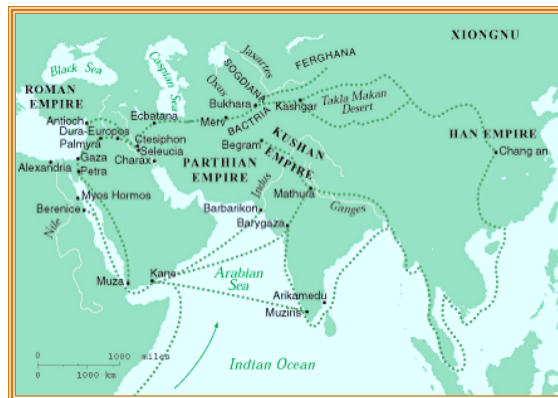 XIONGNU
FERGHANA
Jaxartes
SOGDIANA
Black Sea
Caspian Sea
Oxus
ROMAN
EMPIRE
Bukhara
Kashgar
Takla Makan
Desert
Antioch
Ecbatana
Merv
BACTRIA
Dura-Europos
Palmyra
Ctesiphon
Seleucia
Begram
KUSHAN
EMPIRE
HAN EMPIRE
Chang an
Gaza
Charax
PARTHIAN
EMPIRE
Alexandria
Petra
Indus
Mathura
Myos Hormos
Berenice
Nile
Barbarikon
Barygaza
Ganges
Muza
Kane
Arabian
Sea
Arikamedu
Muziris
0 1000
0 1000 km
Indian Ocean